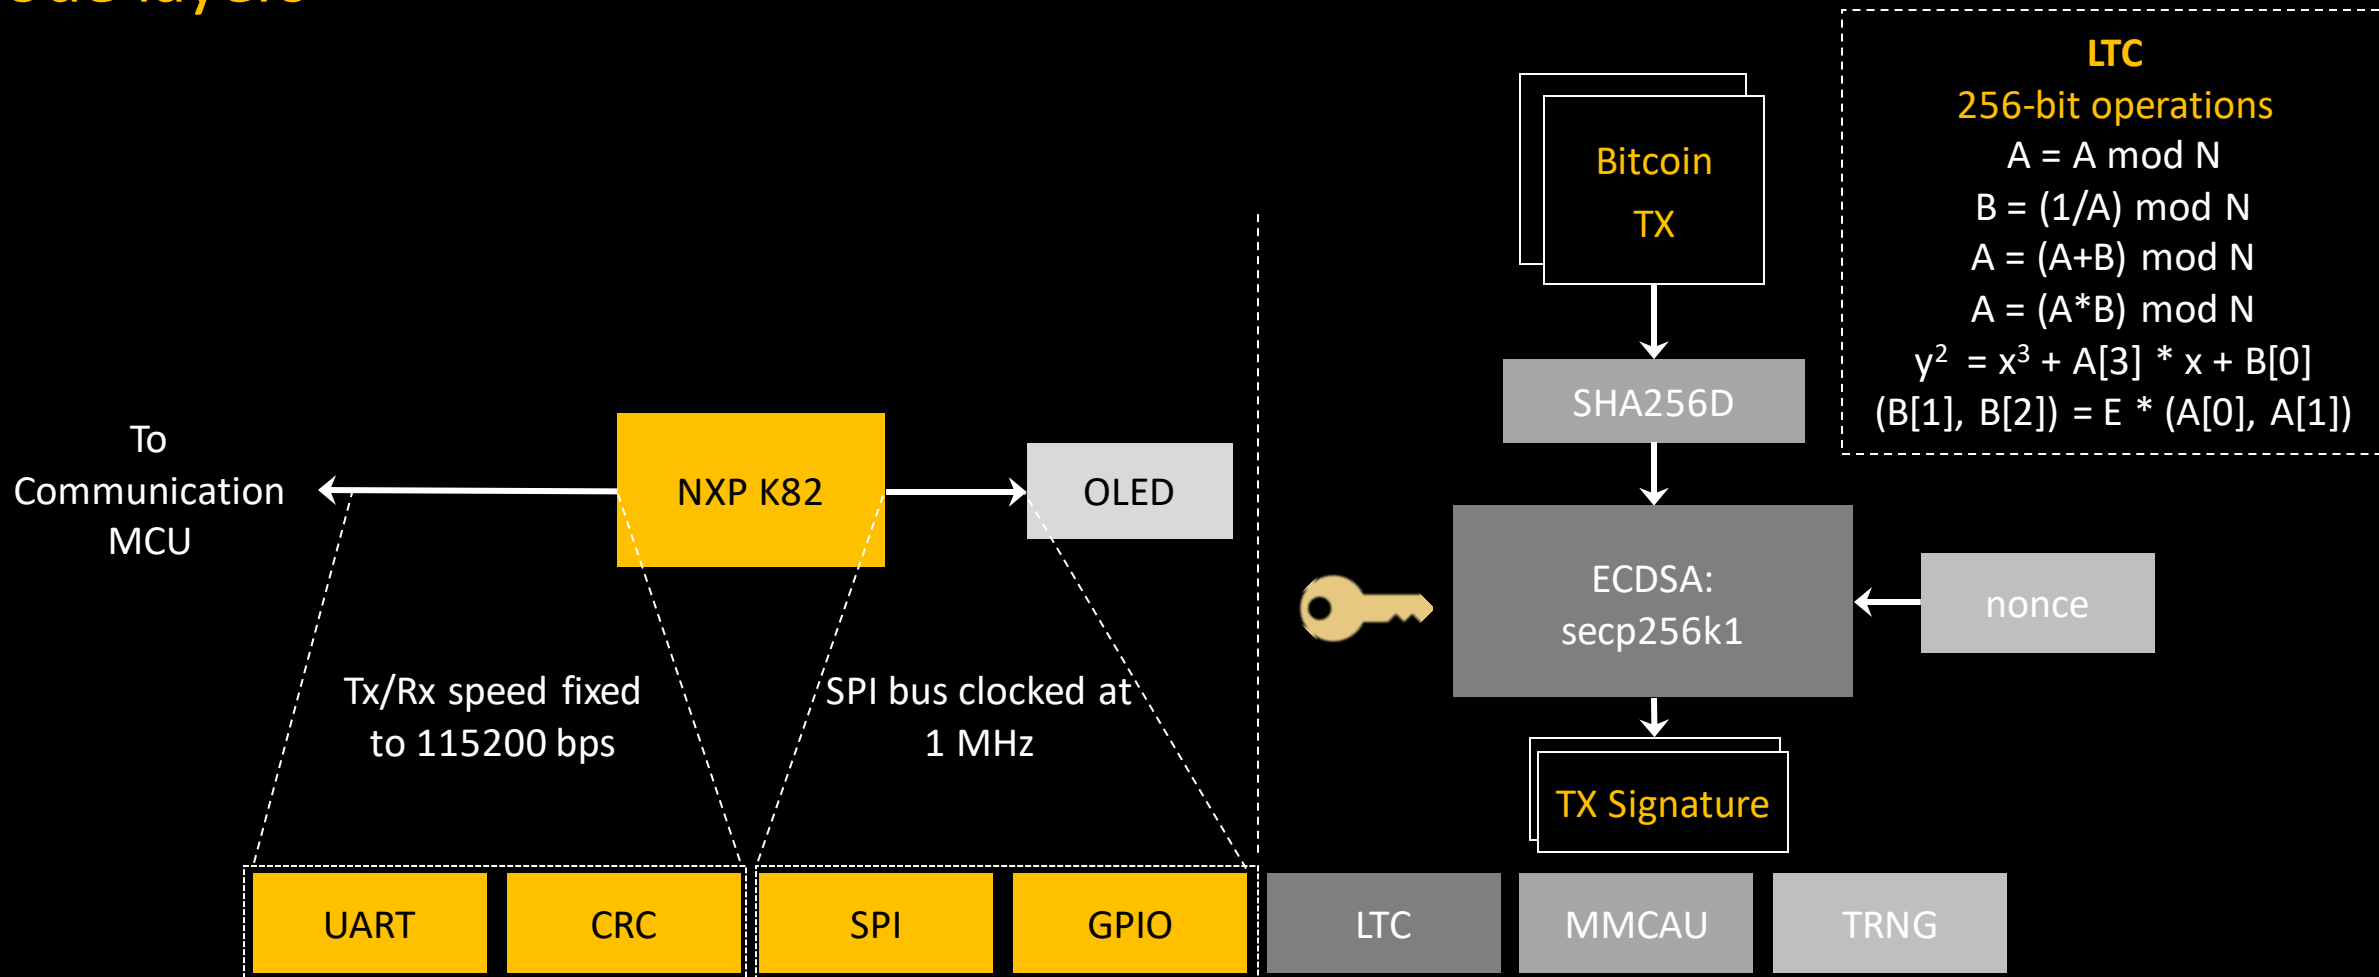 To
Communication
MCU
NXP K82
OLED
Tx/Rx speed fixed
to 115200 bps
SPI bus clocked at
1 MHz
Bitcoin
TX
SHA256D
ECDSA:
secp256k1
nonce
TX Signature
LTC
256-bit operations
A = A mod N
B = (1/A) mod N
A = (A+B) mod N
A = (A*B) mod N
y² = x³ + A[3] * x + B[0]
(B[1], B[2]) = E * (A[0], A[1])
UART
CRC
SPI
GPIO
LTC
MMCAU
TRNG